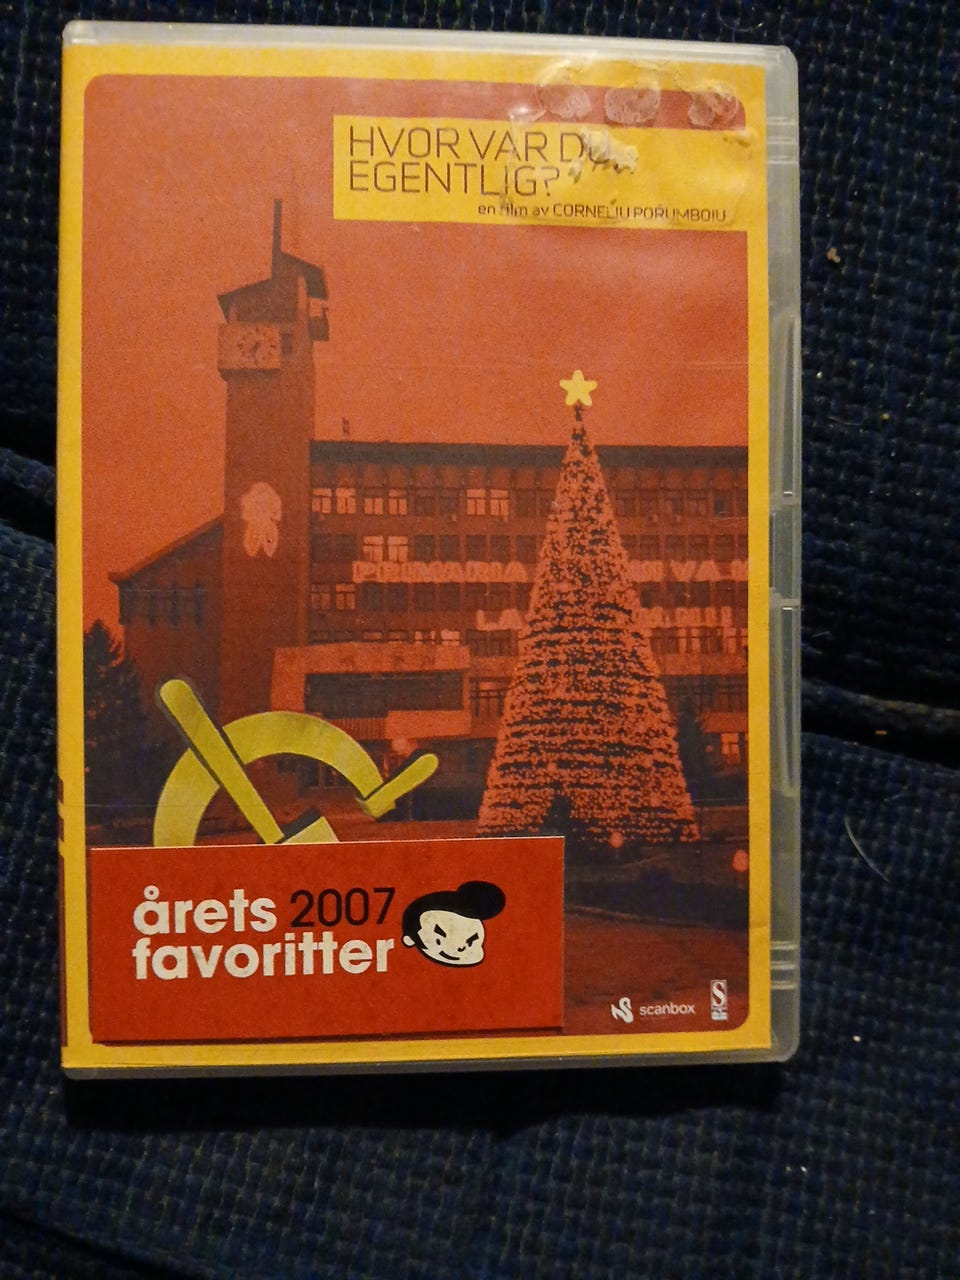 HVOR VAR DU
EGENTLIG?
en film av CORNELIU PORUMBOIU
PRIMARIA
årets 2007
favoritter
scanbox
S